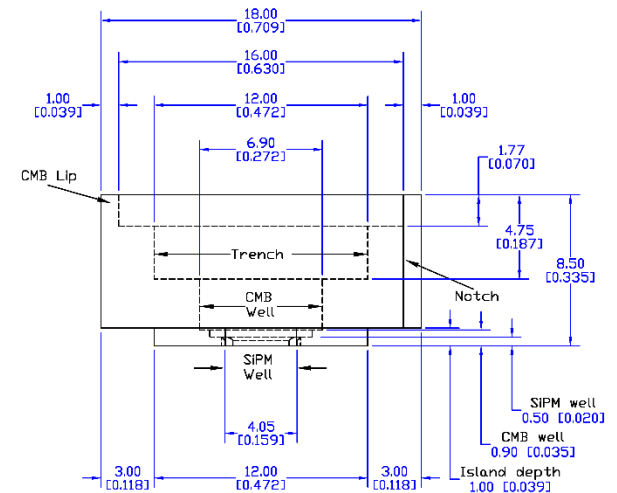 18.00
[0.709]
16.00
[0.630]
1.00
[0.039]
12.00
[0.472]
1.00
[0.039]
6.90
[0.272]
1.77
[0.070]
CMB Lip
4.75
[0.187]
Trench
8.50
[0.335]
CMB
Well
Notch
SiPM
Well
SiPM well
0.50 [0.020]
4.05
[0.159]
CMB well
0.90 [0.035]
3.00
[0.118]
12.00
[0.472]
3.00
[0.118]
Island depth
1.00 [0.039]